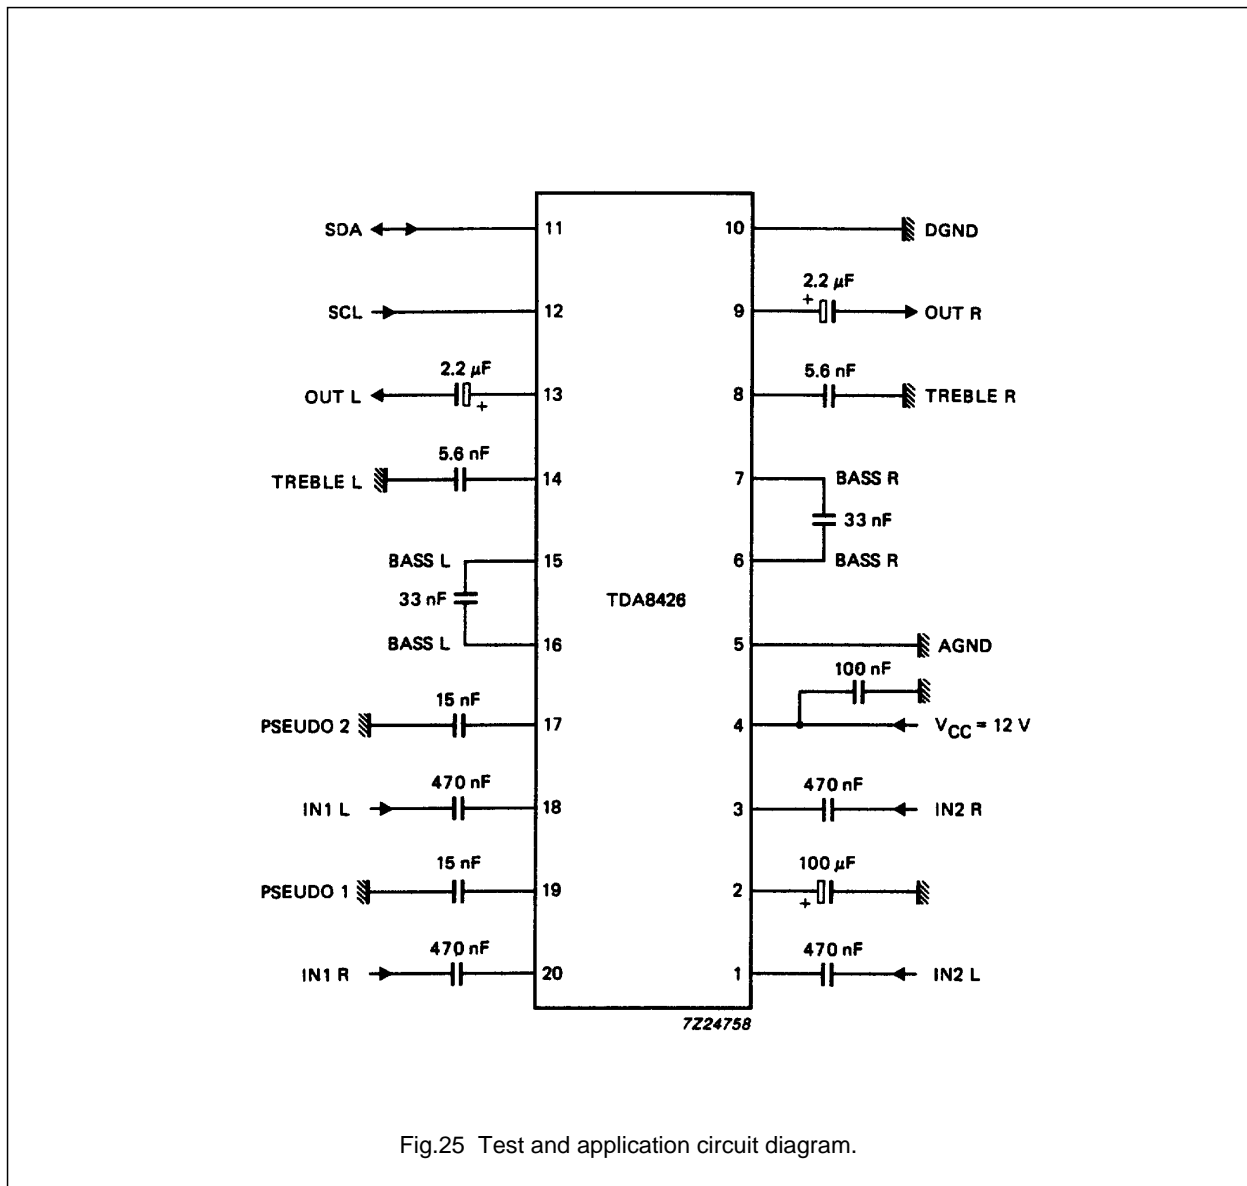 SDA 11 10 DGND
2.2 μF
SCL 12 9 + OUT R
2.2 μF 5.6 nF
OUT L + 13 8 TREBLE R
5.6 nF
TREBLE L 14 7 BASS R
33 nF
BASS L 15 6 BASS R
33 nF TDA8426
BASS L 16 5 AGND
100 nF
15 nF
PSEUDO 2 17 4 VCC = 12 V
470 nF 470 nF
IN1 L 18 3 IN2 R
15 nF 100 μF
PSEUDO 1 19 2 +
470 nF 470 nF
IN1 R 20 1 IN2 L
7Z24758
Fig.25 Test and application circuit diagram.